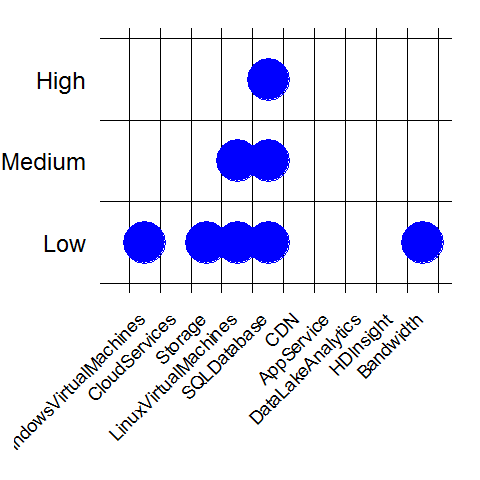 High
Medium
Low
ndowsVirtualMachines
CloudServices
Storage
LinuxVirtualMachines
SQLDatabase
CDN
AppService
DataLakeAnalytics
HDInsight
Bandwidth